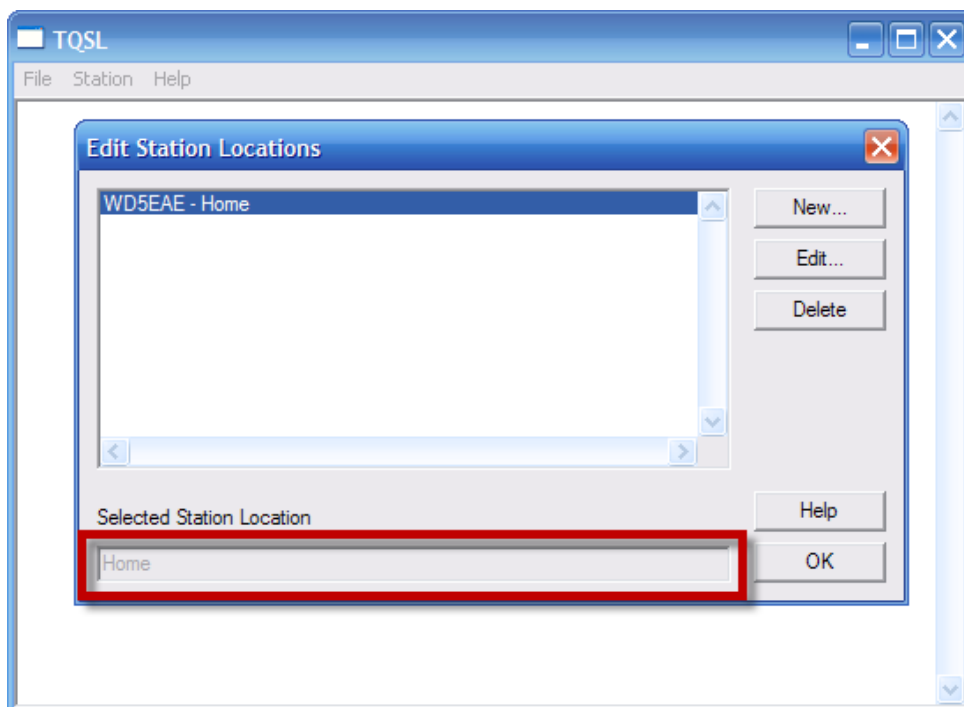 TQSL
File Station Help
Edit Station Locations
WD5EAE - Home
New...
Edit...
Delete
Selected Station Location
Help
Home
OK